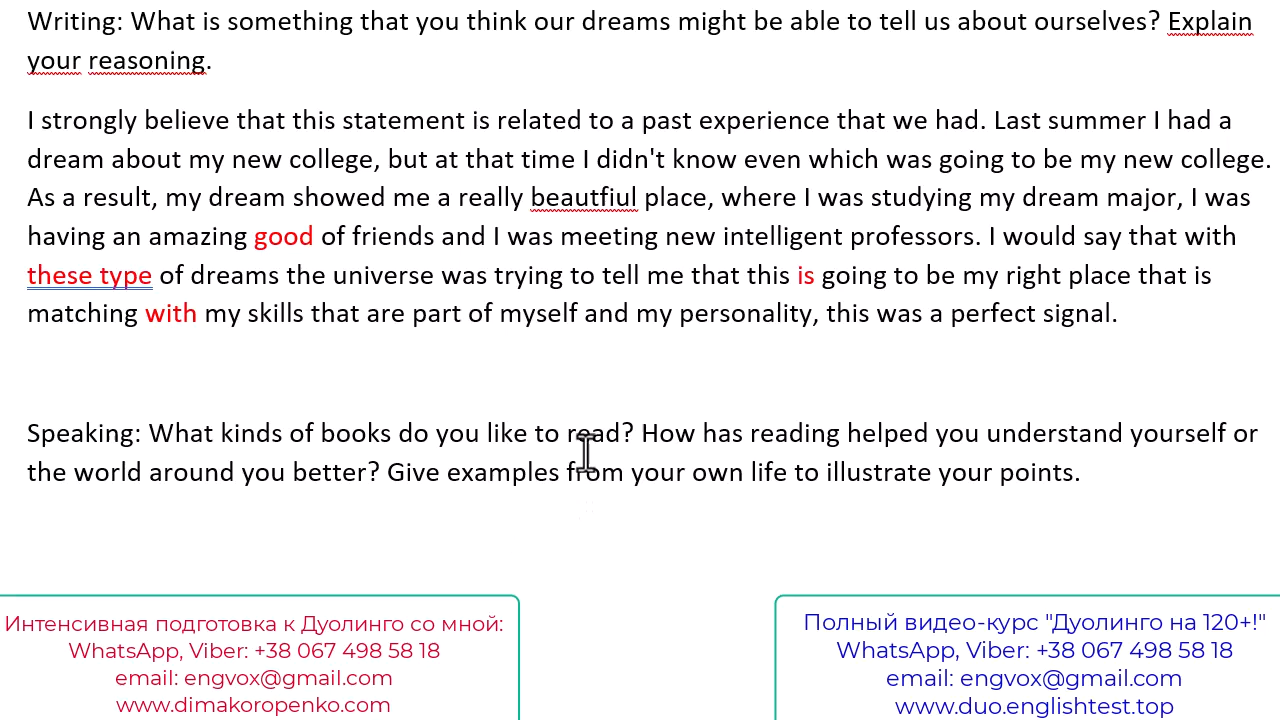 Writing: What is something that you think our dreams might be able to tell us about ourselves? Explain
your reasoning.
I strongly believe that this statement is related to a past experience that we had. Last summer I had a
dream about my new college, but at that time I didn't know even which was going to be my new college.
As a result, my dream showed me a really beautfiul place, where I was studying my dream major, I was
having an amazing good of friends and I was meeting new intelligent professors. I would say that with
these type of dreams the universe was trying to tell me that this is going to be my right place that is
matching with my skills that are part of myself and my personality, this was a perfect signal.
Speaking: What kinds of books do you like to read? How has reading helped you understand yourself or
the world around you better? Give examples from your own life to illustrate your points.
Интенсивная подготовка к Дуолинго со мной:
WhatsApp, Viber: +38 067 498 58 18
email: engvox@gmail.com
www.dimakoropenko.com
Полный видео-курс "Дуолинго на 120+!"
WhatsApp, Viber: +38 067 498 58 18
email: engvox@gmail.com
www.duo.englishtest.top